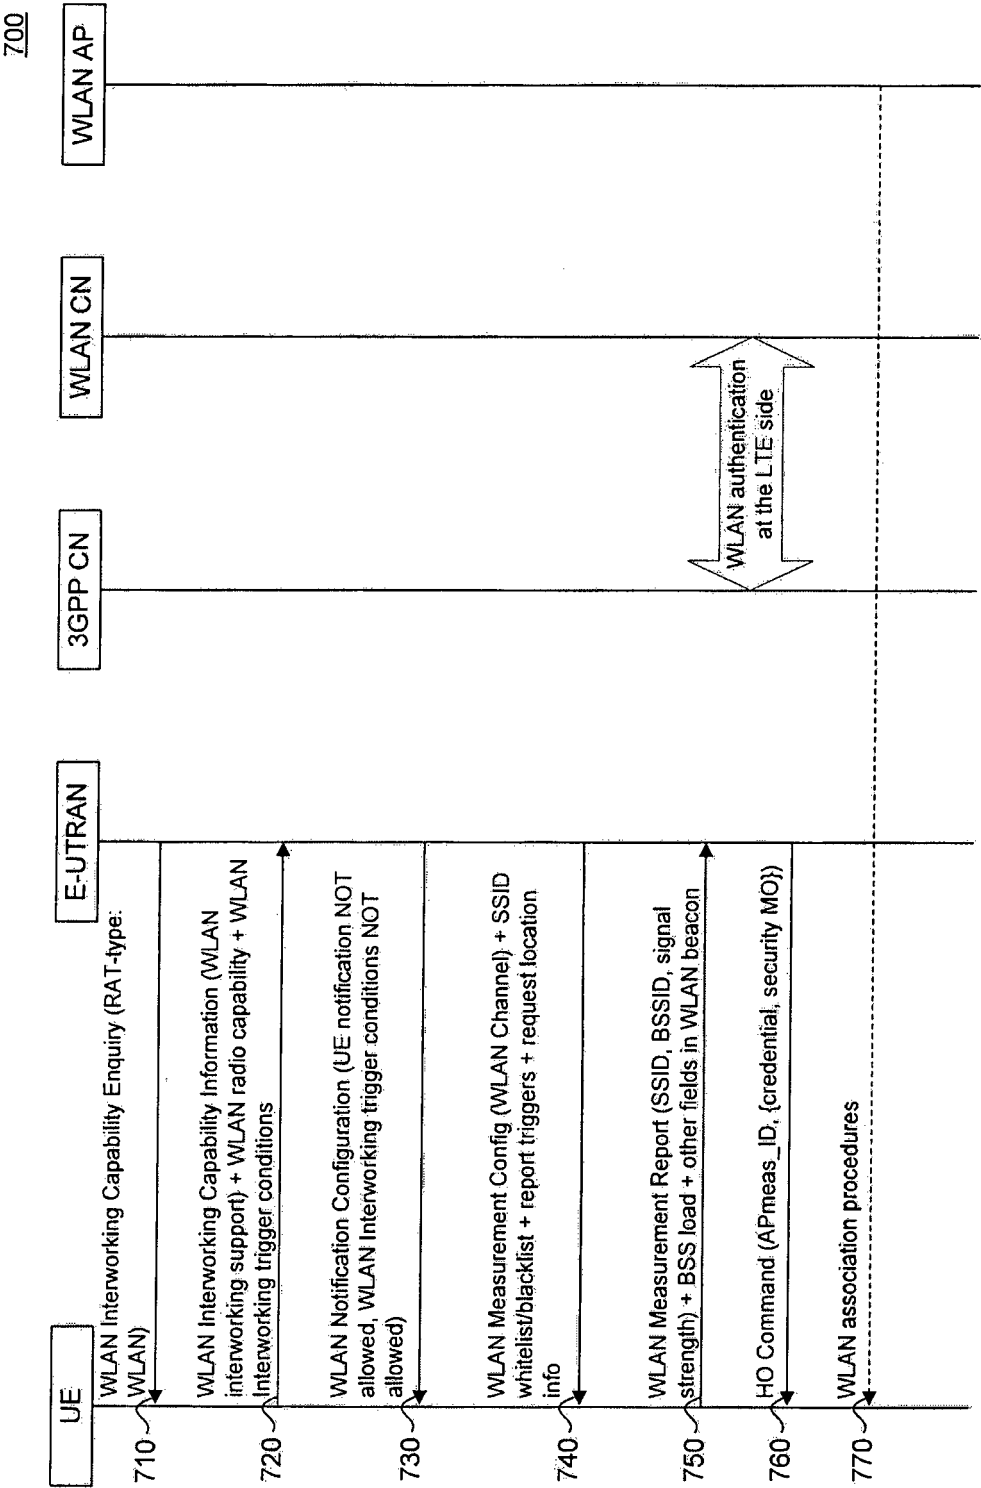 700
UE
E-UTRAN
3GPP CN
WLAN CN
WLAN AP
710
WLAN Interworking Capability Enquiry (RAT-type:
WLAN)
720
WLAN Interworking Capability Information (WLAN
interworking support) + WLAN radio capability + WLAN
Interworking trigger conditions
730
WLAN Notification Configuration (UE notification NOT
allowed, WLAN Interworking trigger conditions NOT
allowed)
740
WLAN Measurement Config (WLAN Channel) + SSID
whitelist/blacklist + report triggers + request location
info
750
WLAN Measurement Report (SSID, BSSID, signal
strength) + BSS load + other fields in WLAN beacon
WLAN authentication
at the LTE side
760
HO Command (APmeas_ID, {credential, security MO})
770
WLAN association procedures